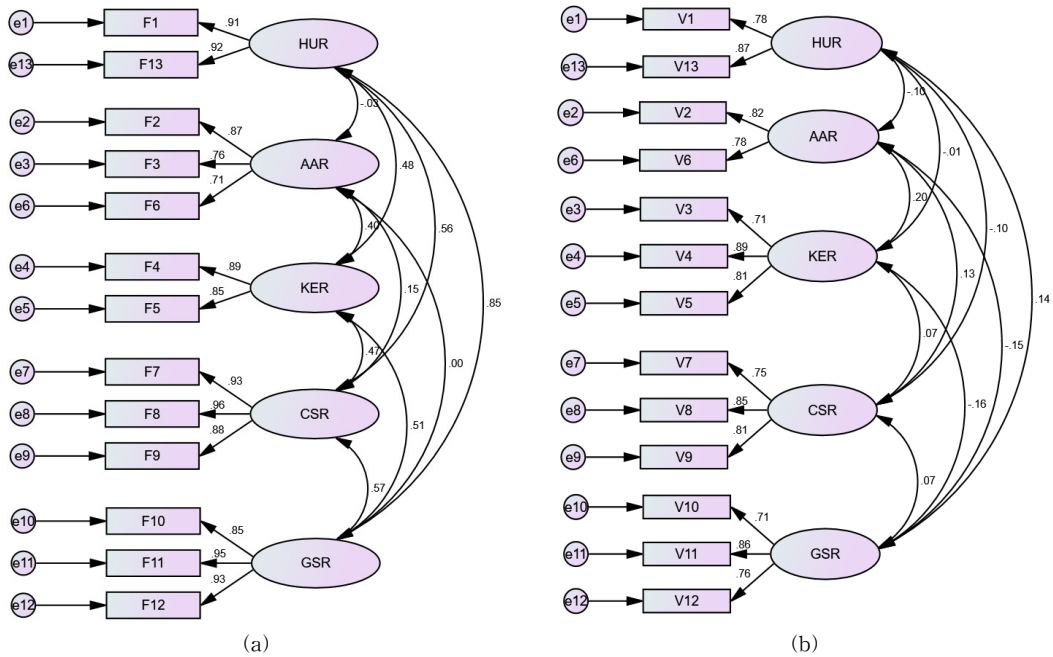 e1 F1 .91 HUR
e13 F13 .92
-.03
e2 F2 .87
e3 F3 .76 AAR .48
e6 F6 .71
.40 .56
e4 F4 .89 KER
e5 F5 .85 .15 .85
.47 .00
e7 F7 .93
e8 F8 .96 CSR .51
e9 F9 .88
.57
e10 F10 .85
e11 F11 .95 GSR
e12 F12 .93
(a)
e1 V1 .78 HUR
e13 V13 .87
-.10
e2 V2 .82 AAR
e6 V6 .78 -.01
.20
e3 V3 .71 -.10
e4 V4 .89 KER
e5 V5 .81 .13 .14
.07 -.15
e7 V7 .75
e8 V8 .85 CSR -.16
e9 V9 .81
.07
e10 V10 .71
e11 V11 .86 GSR
e12 V12 .76
(b)